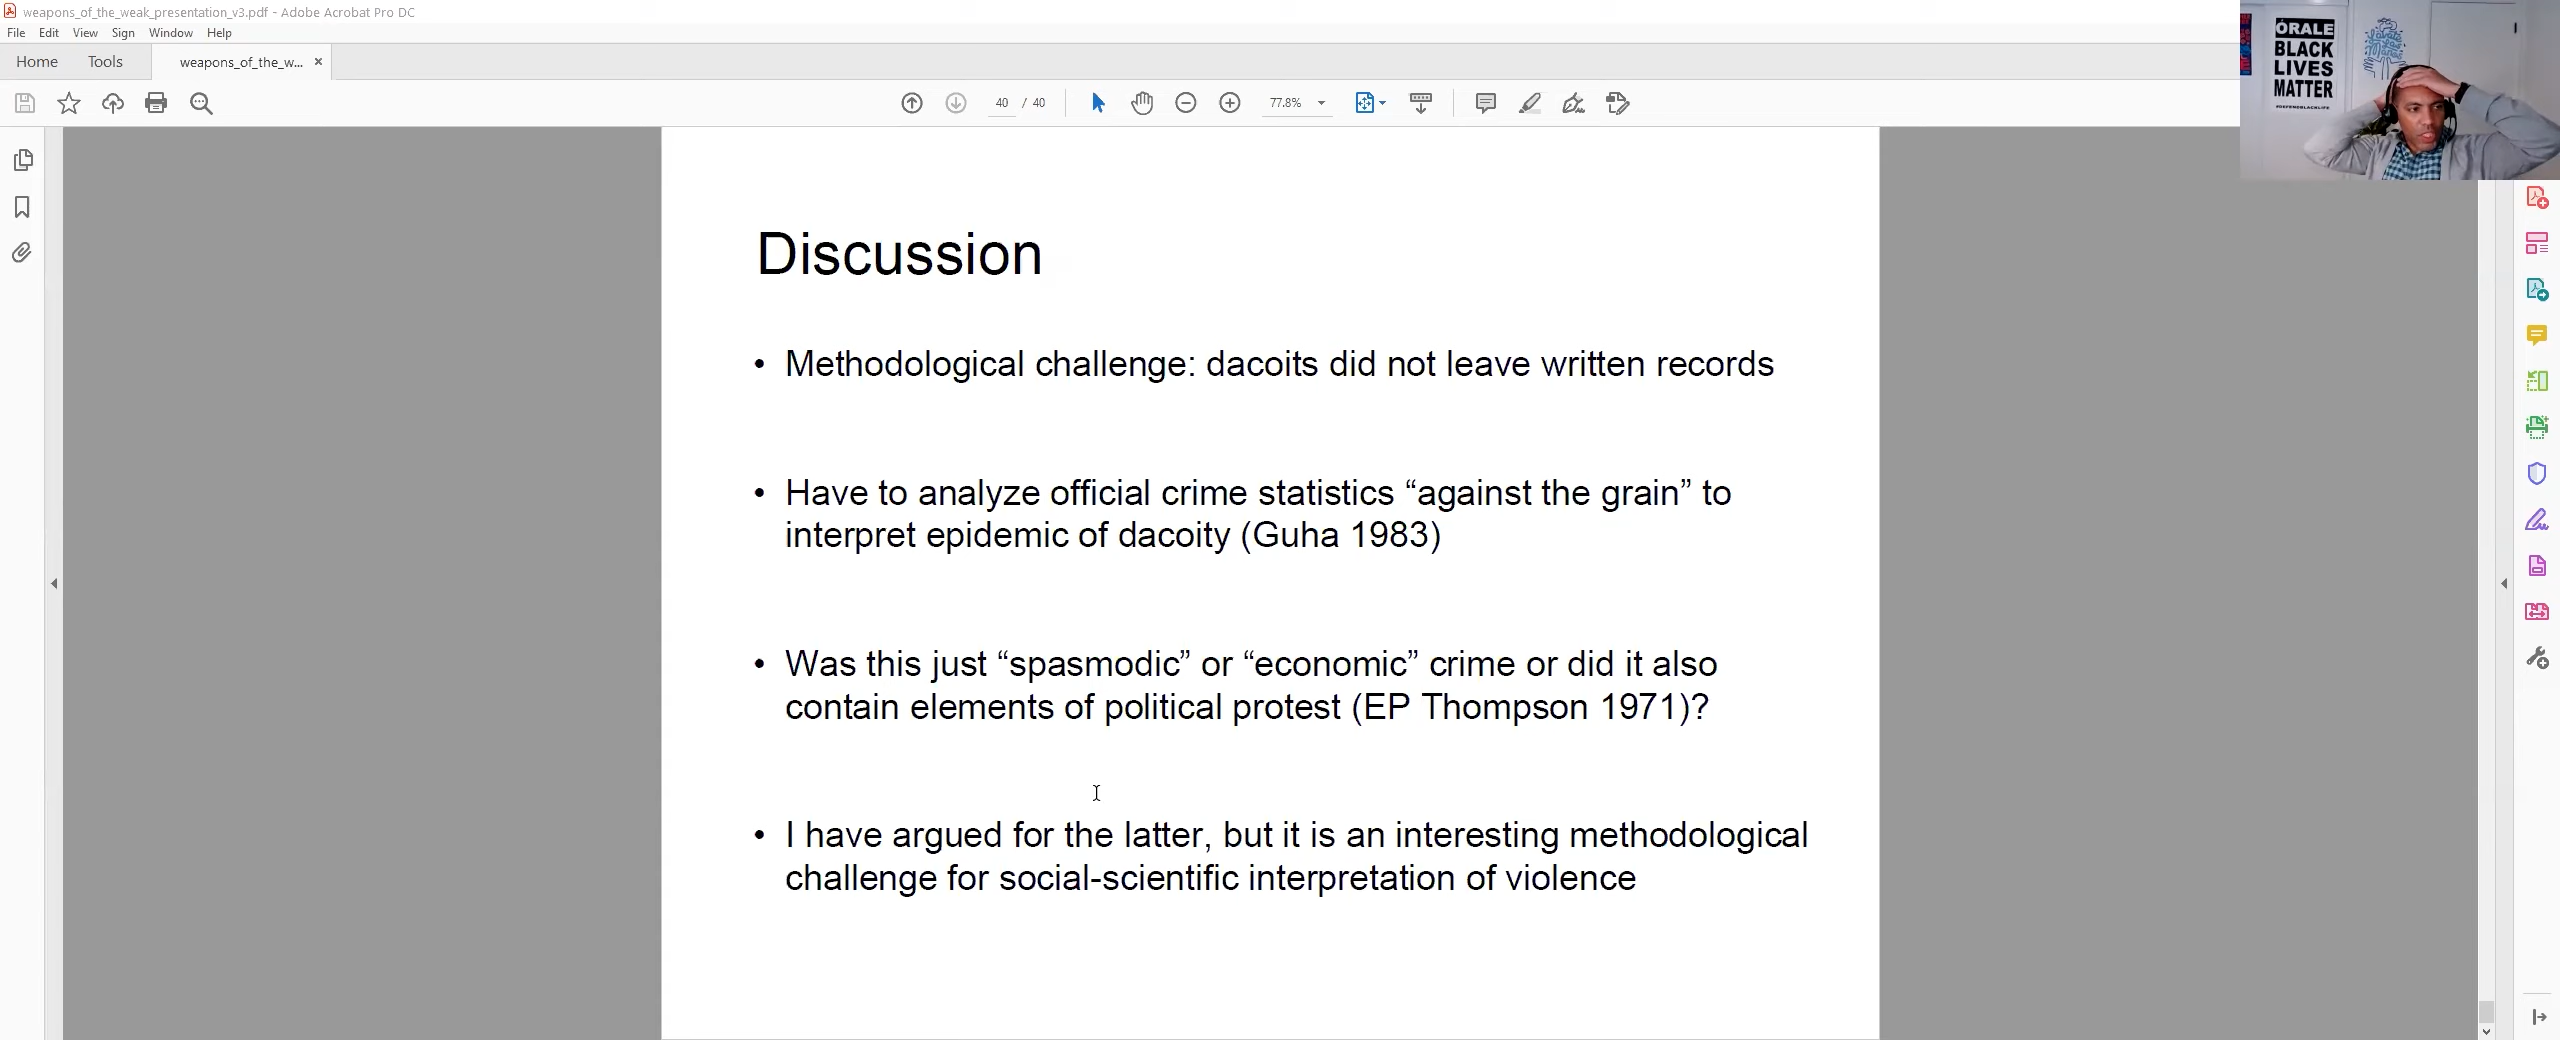 weapons_of_the_weak_presentation_v3.pdf - Adobe Acrobat Pro DC
File Edit View Sign Window Help
Home Tools weapons_of_the_w... ×
40 / 40 77.8%
ÓRALE
BLACK
LIVES
MATTER
Discussion
• Methodological challenge: dacoits did not leave written records
• Have to analyze official crime statistics “against the grain” to
interpret epidemic of dacoity (Guha 1983)
• Was this just “spasmodic” or “economic” crime or did it also
contain elements of political protest (EP Thompson 1971)?
• I have argued for the latter, but it is an interesting methodological
challenge for social-scientific interpretation of violence